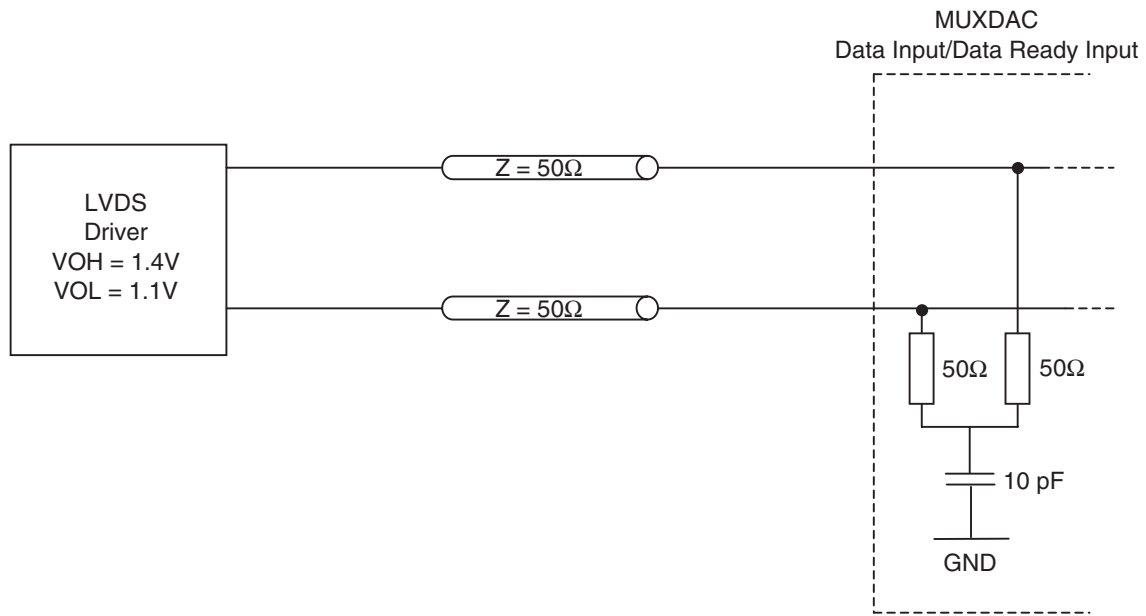 MUXDAC
Data Input/Data Ready Input
LVDS
Driver
VOH = 1.4V
VOL = 1.1V
Z = 50Ω
Z = 50Ω
50Ω
50Ω
10 pF
GND